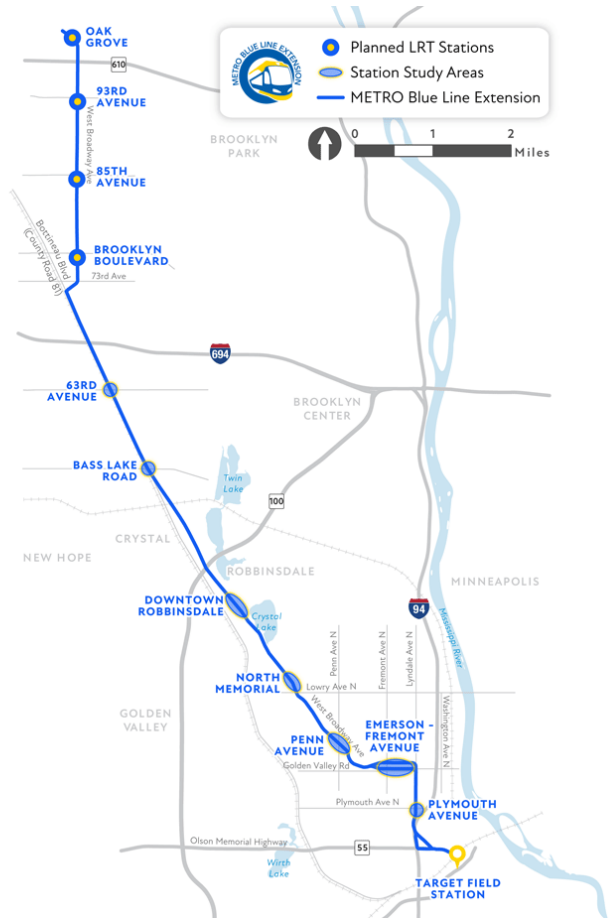 OAK
GROVE
METRO BLUE LINE EXTENSION
Planned LRT Stations
Station Study Areas
METRO Blue Line Extension
610
93RD
AVENUE
West Broadway Ave
BROOKLYN
PARK
0
1
2
Miles
85TH
AVENUE
Bottineau Blvd
(County Road 81)
BROOKLYN
BOULEVARD
73rd Ave
694
63RD
AVENUE
BROOKLYN
CENTER
BASS LAKE
ROAD
Twin
Lake
100
CRYSTAL
NEW HOPE
ROBBINSDALE
MINNEAPOLIS
DOWNTOWN
ROBBINSDALE
Crystal
Lake
94
Mississippi River
Penn Ave N
Fremont Ave N
Lyndale Ave N
Washington Ave N
NORTH
MEMORIAL
Lowry Ave N
West Broadway Ave
GOLDEN
VALLEY
PENN
AVENUE
EMERSON -
FREMONT
AVENUE
Golden Valley Rd
Plymouth Ave N
PLYMOUTH
AVENUE
Olson Memorial Highway
55
Wirth
Lake
TARGET FIELD
STATION